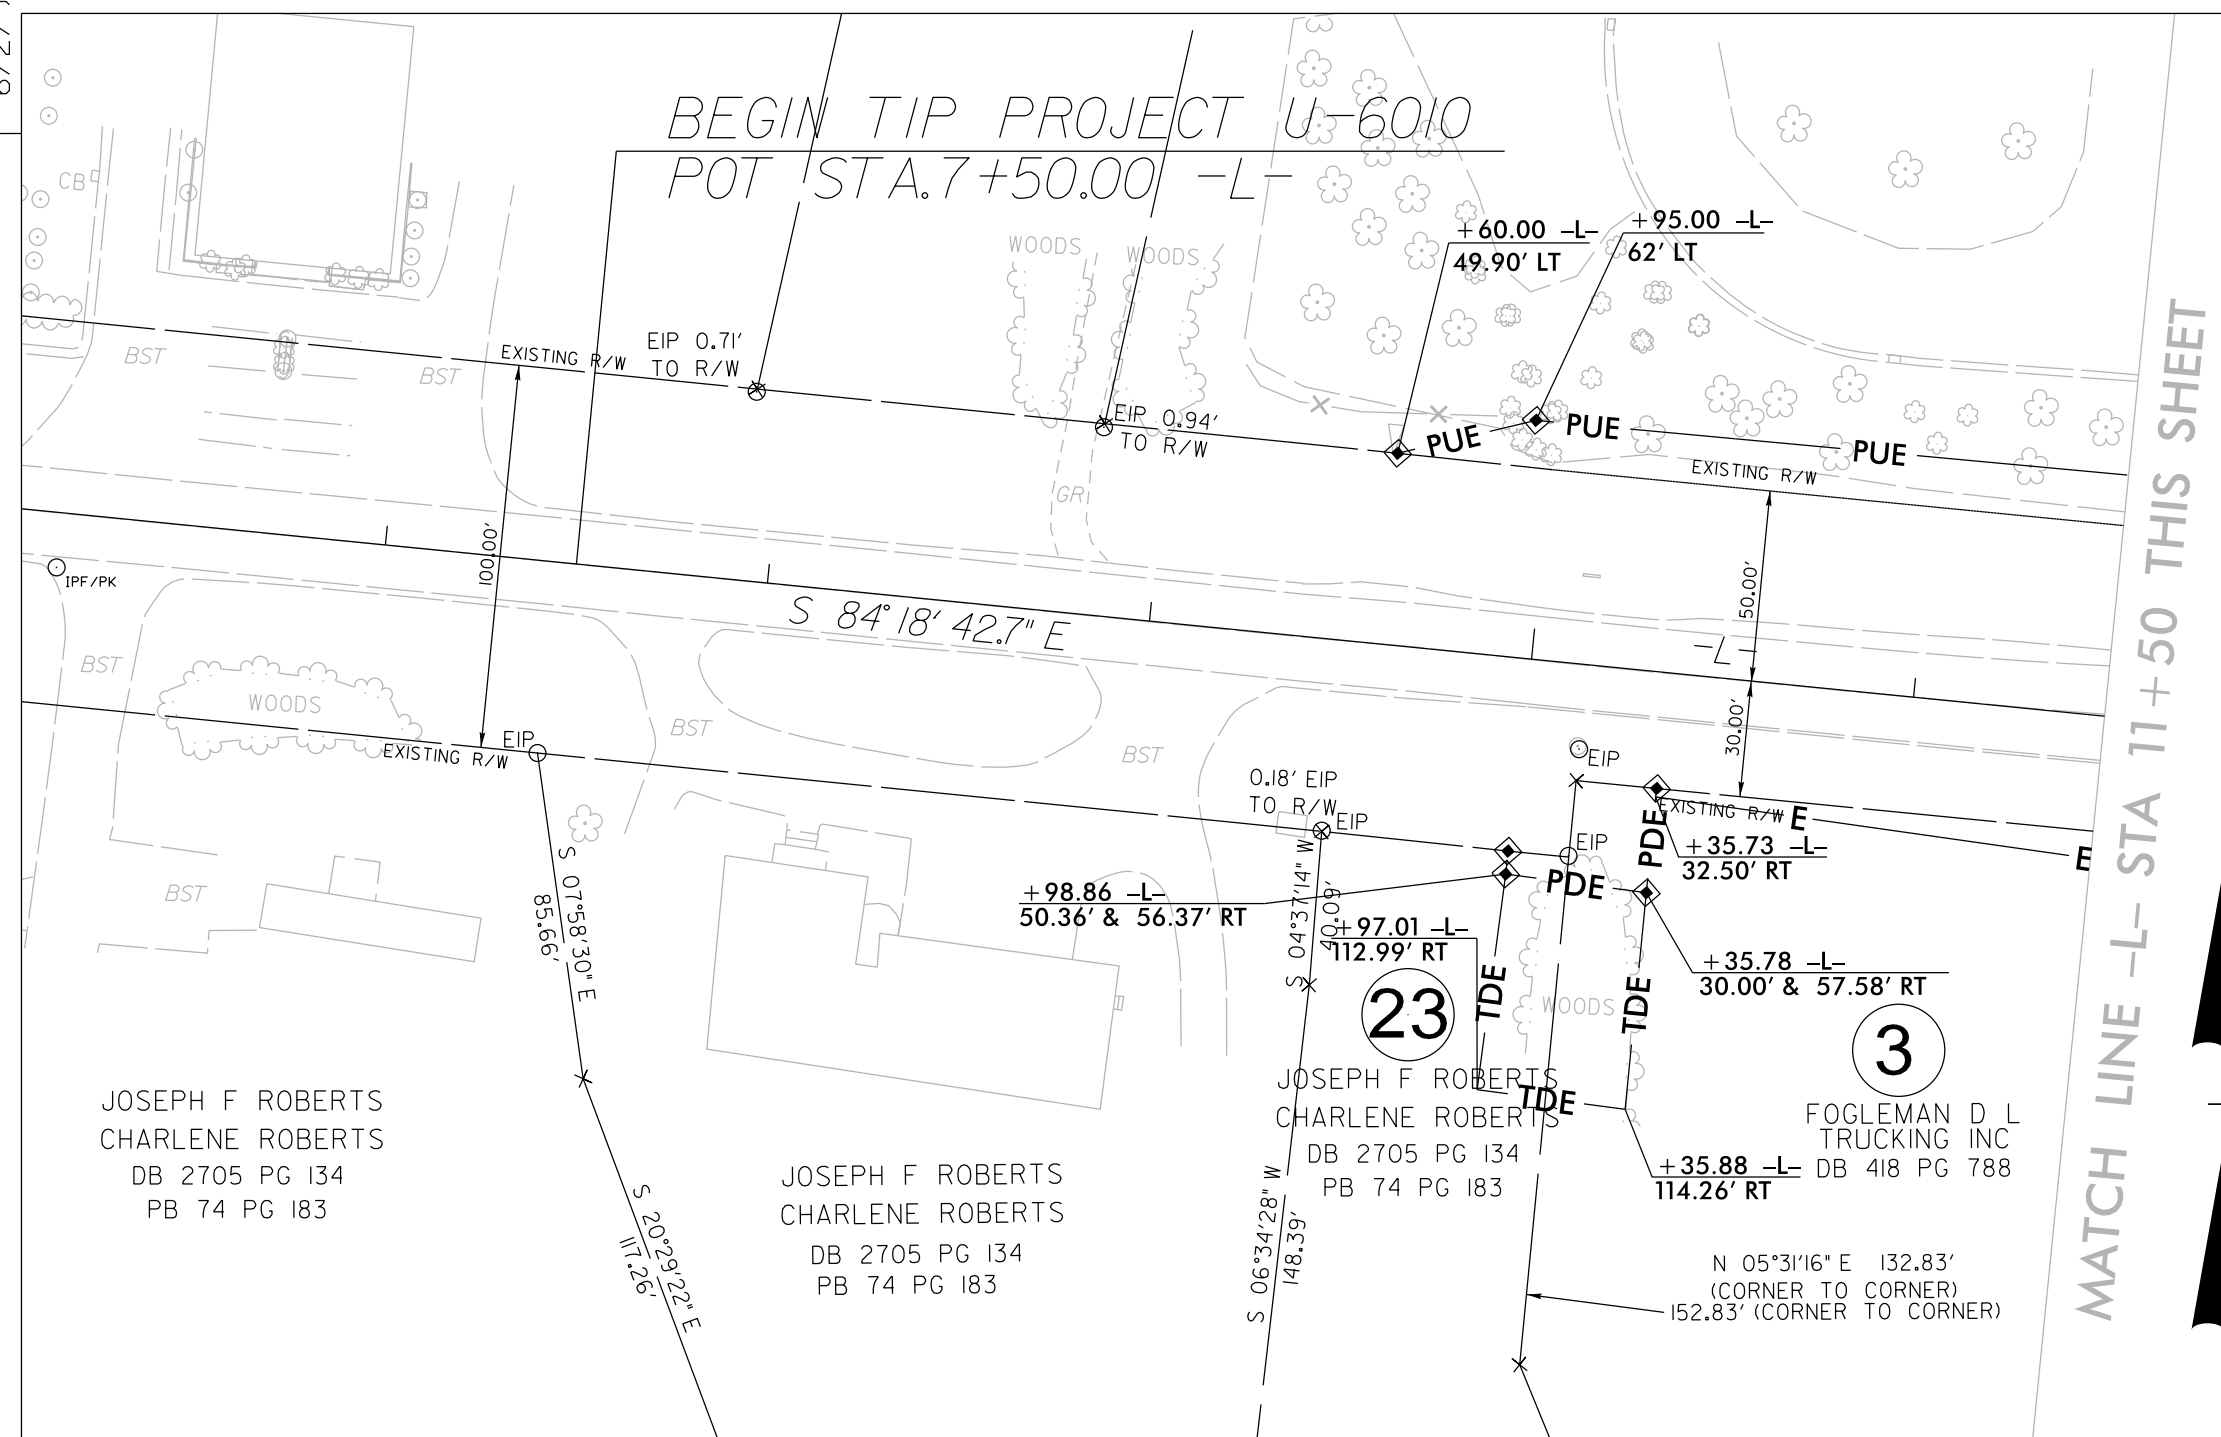 BEGIN TIP PROJECT U-6010
POT STA.7+50.00 -L-
CB
WOODS
WOODS
+60.00 -L-
49.90' LT
+95.00 -L-
62' LT
BST
BST
EXISTING R/W
EIP 0.71'
TO R/W
EIP 0.94'
TO R/W
PUE
PUE
PUE
EXISTING R/W
GR
100.00'
IPF/PK
S 84°18'42.7" E
50.00'
-L-
30.00'
BST
WOODS
BST
BST
EXISTING R/W
EIP
0.18' EIP
TO R/W
EIP
EIP
EIP
EXISTING R/W
E
E
PDE
PDE
+35.73 -L-
32.50' RT
BST
S 07°58'30" E
85.66'
+98.86 -L-
50.36' & 56.37' RT
S 04°37'14" W
40.09'
+97.01 -L-
112.99' RT
+35.78 -L-
30.00' & 57.58' RT
TDE
TDE
TDE
WOODS
23
JOSEPH F ROBERTS
CHARLENE ROBERTS
DB 2705 PG 134
PB 74 PG 183
3
FOGLEMAN D L
TRUCKING INC
DB 418 PG 788
+35.88 -L-
114.26' RT
JOSEPH F ROBERTS
CHARLENE ROBERTS
DB 2705 PG 134
PB 74 PG 183
JOSEPH F ROBERTS
CHARLENE ROBERTS
DB 2705 PG 134
PB 74 PG 183
S 20°29'22" E
117.26'
S 06°34'28" W
148.39'
N 05°31'16" E 132.83'
(CORNER TO CORNER)
152.83' (CORNER TO CORNER)
MATCH LINE -L- STA 11+50 THIS SHEET